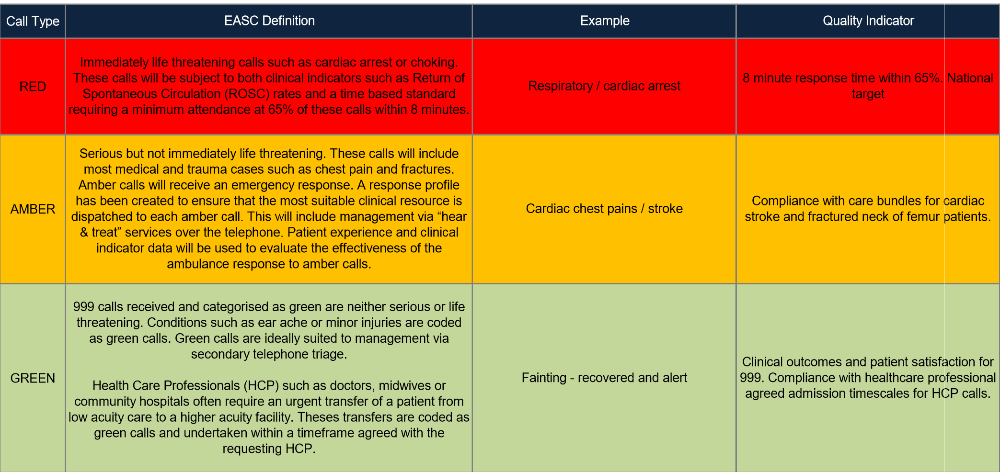 Call Type
EASC Definition
Example
Quality Indicator
RED
Immediately life threatening calls such as cardiac arrest or choking.
These calls will be subject to both clinical indicators such as Return of
Spontaneous Circulation (ROSC) rates and a time based standard
requiring a minimum attendance at 65% of these calls within 8 minutes.
Respiratory / cardiac arrest
8 minute response time within 65%. National
target
AMBER
Serious but not immediately life threatening. These calls will include
most medical and trauma cases such as chest pain and fractures.
Amber calls will receive an emergency response. A response profile
has been created to ensure that the most suitable clinical resource is
dispatched to each amber call. This will include management via “hear
& treat” services over the telephone. Patient experience and clinical
indicator data will be used to evaluate the effectiveness of the
ambulance response to amber calls.
Cardiac chest pains / stroke
Compliance with care bundles for cardiac
stroke and fractured neck of femur patients.
GREEN
999 calls received and categorised as green are neither serious or life
threatening. Conditions such as ear ache or minor injuries are coded
as green calls. Green calls are ideally suited to management via
secondary telephone triage.
Health Care Professionals (HCP) such as doctors, midwives or
community hospitals often require an urgent transfer of a patient from
low acuity care to a higher acuity facility. Theses transfers are coded as
green calls and undertaken within a timeframe agreed with the
requesting HCP.
Fainting - recovered and alert
Clinical outcomes and patient satisfaction for
999. Compliance with healthcare professional
agreed admission timescales for HCP calls.